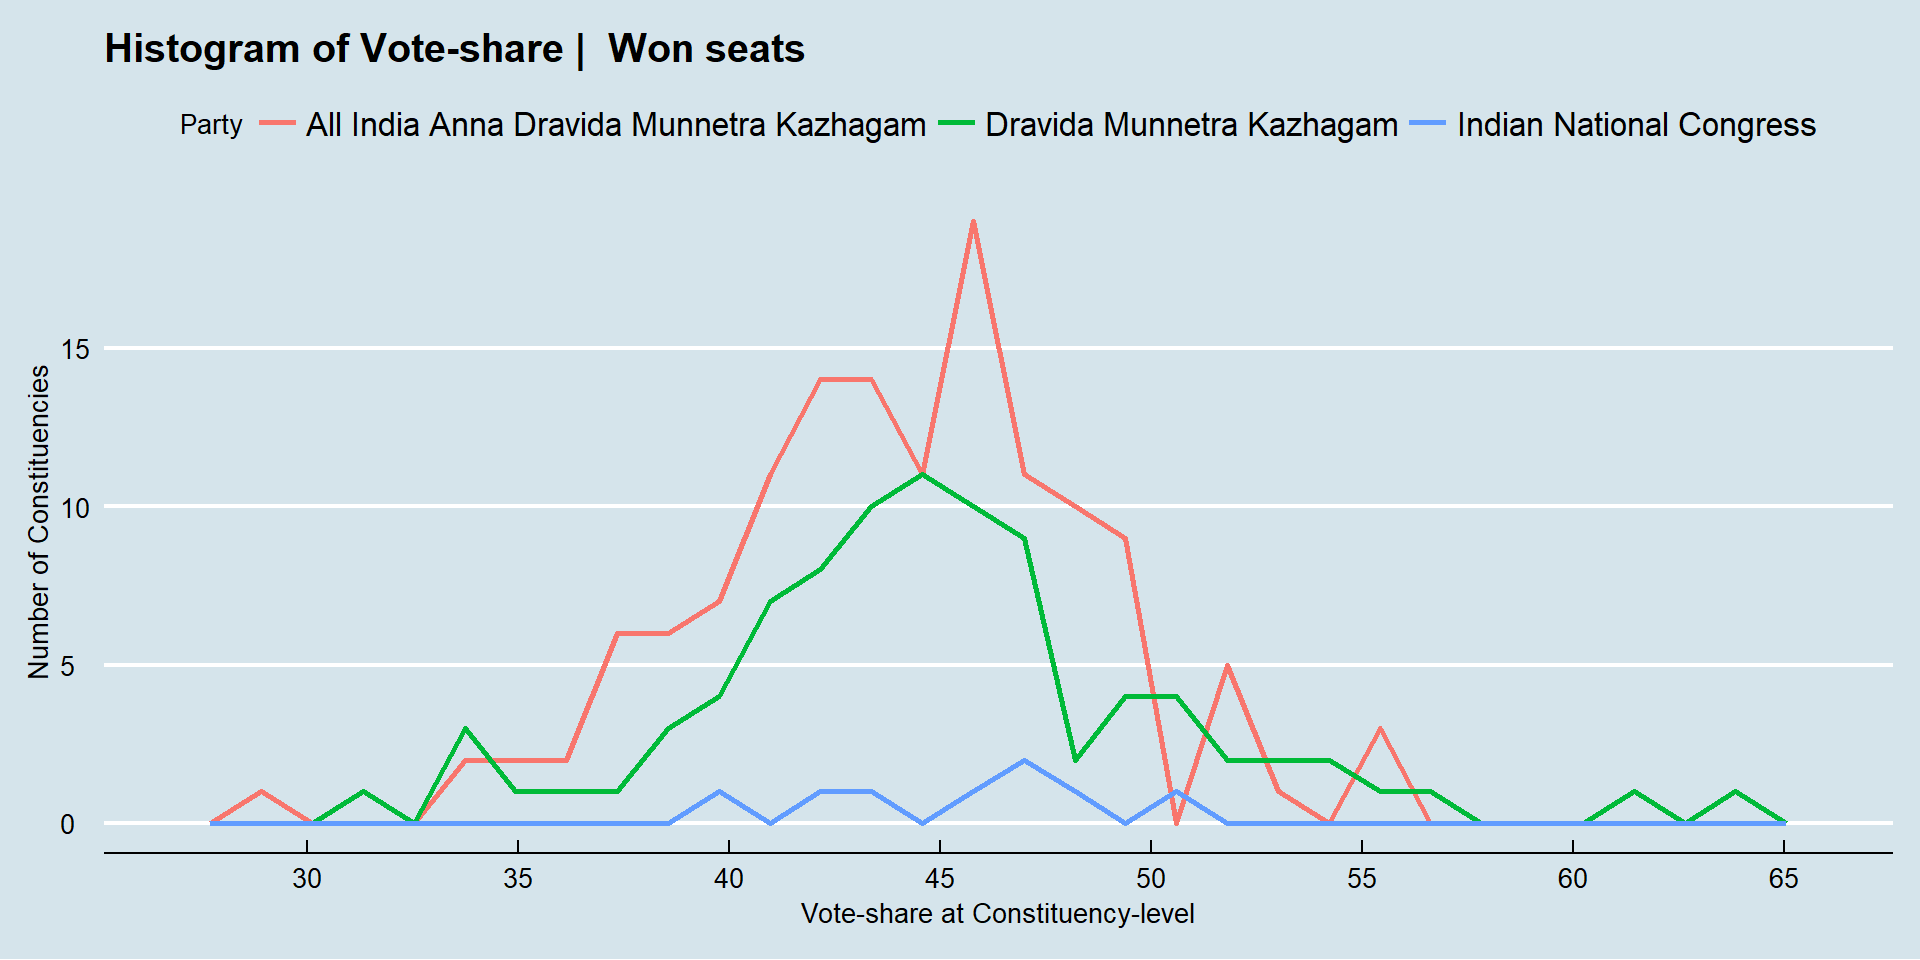 Histogram of Vote-share |  Won seats
Party All India Anna Dravida Munnetra Kazhagam Dravida Munnetra Kazhagam Indian National Congress
Number of Constituencies
15
10
5
0
30 35 40 45 50 55 60 65
Vote-share at Constituency-level